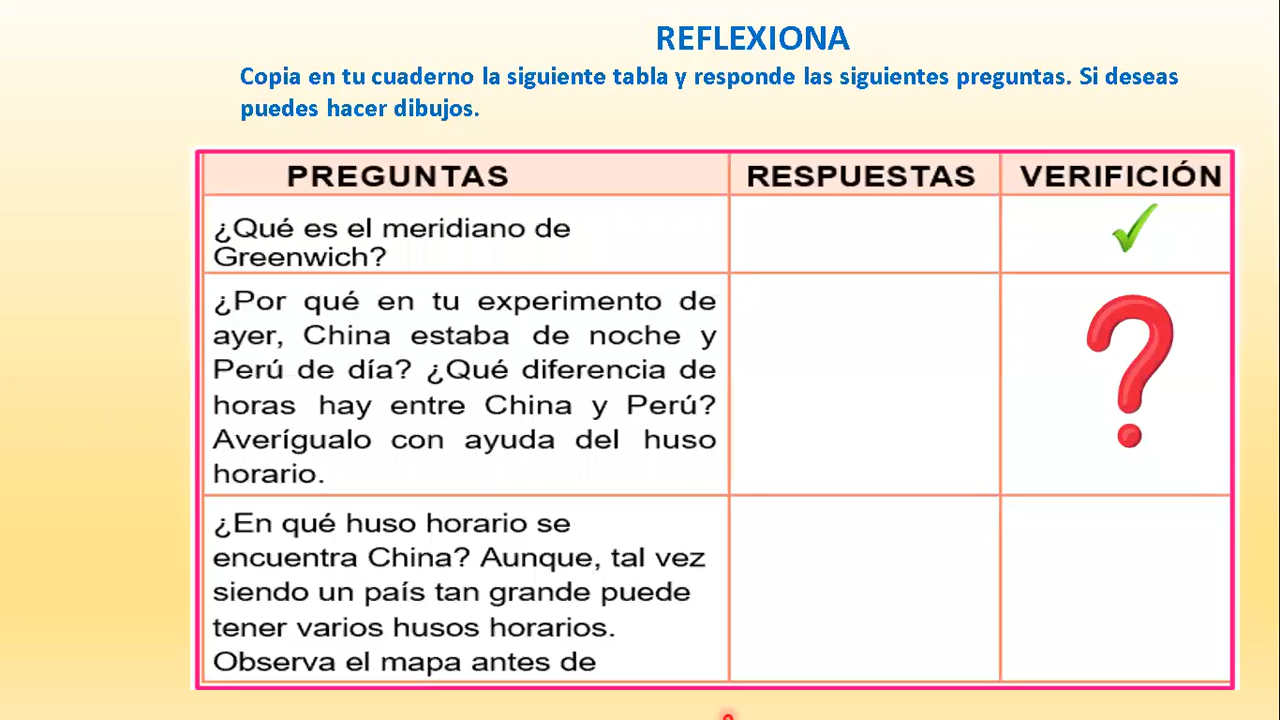 REFLEXIONA
Copia en tu cuaderno la siguiente tabla y responde las siguientes preguntas. Si deseas
puedes hacer dibujos.
PREGUNTAS RESPUESTAS VERIFICIÓN
¿Qué es el meridiano de
Greenwich?
¿Por qué en tu experimento de
ayer, China estaba de noche y
Perú de día? ¿Qué diferencia de
horas hay entre China y Perú?
Averígualo con ayuda del huso
horario.
¿En qué huso horario se
encuentra China? Aunque, tal vez
siendo un país tan grande puede
tener varios husos horarios.
Observa el mapa antes de